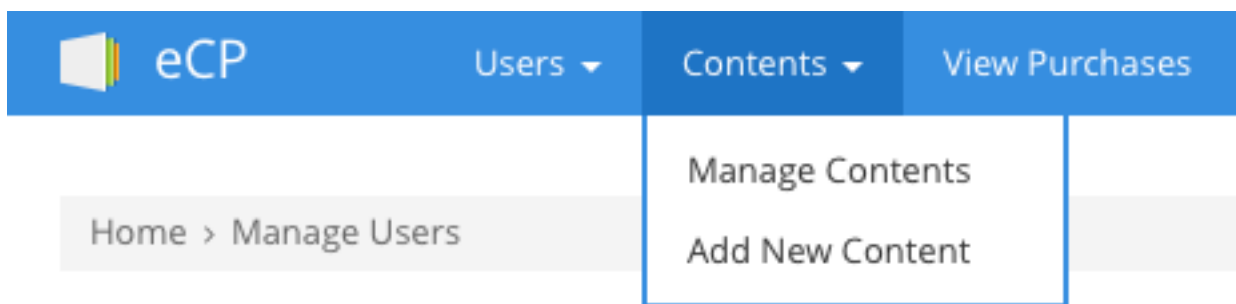 eCP Users Contents View Purchases
Manage Contents
Home › Manage Users
Add New Content